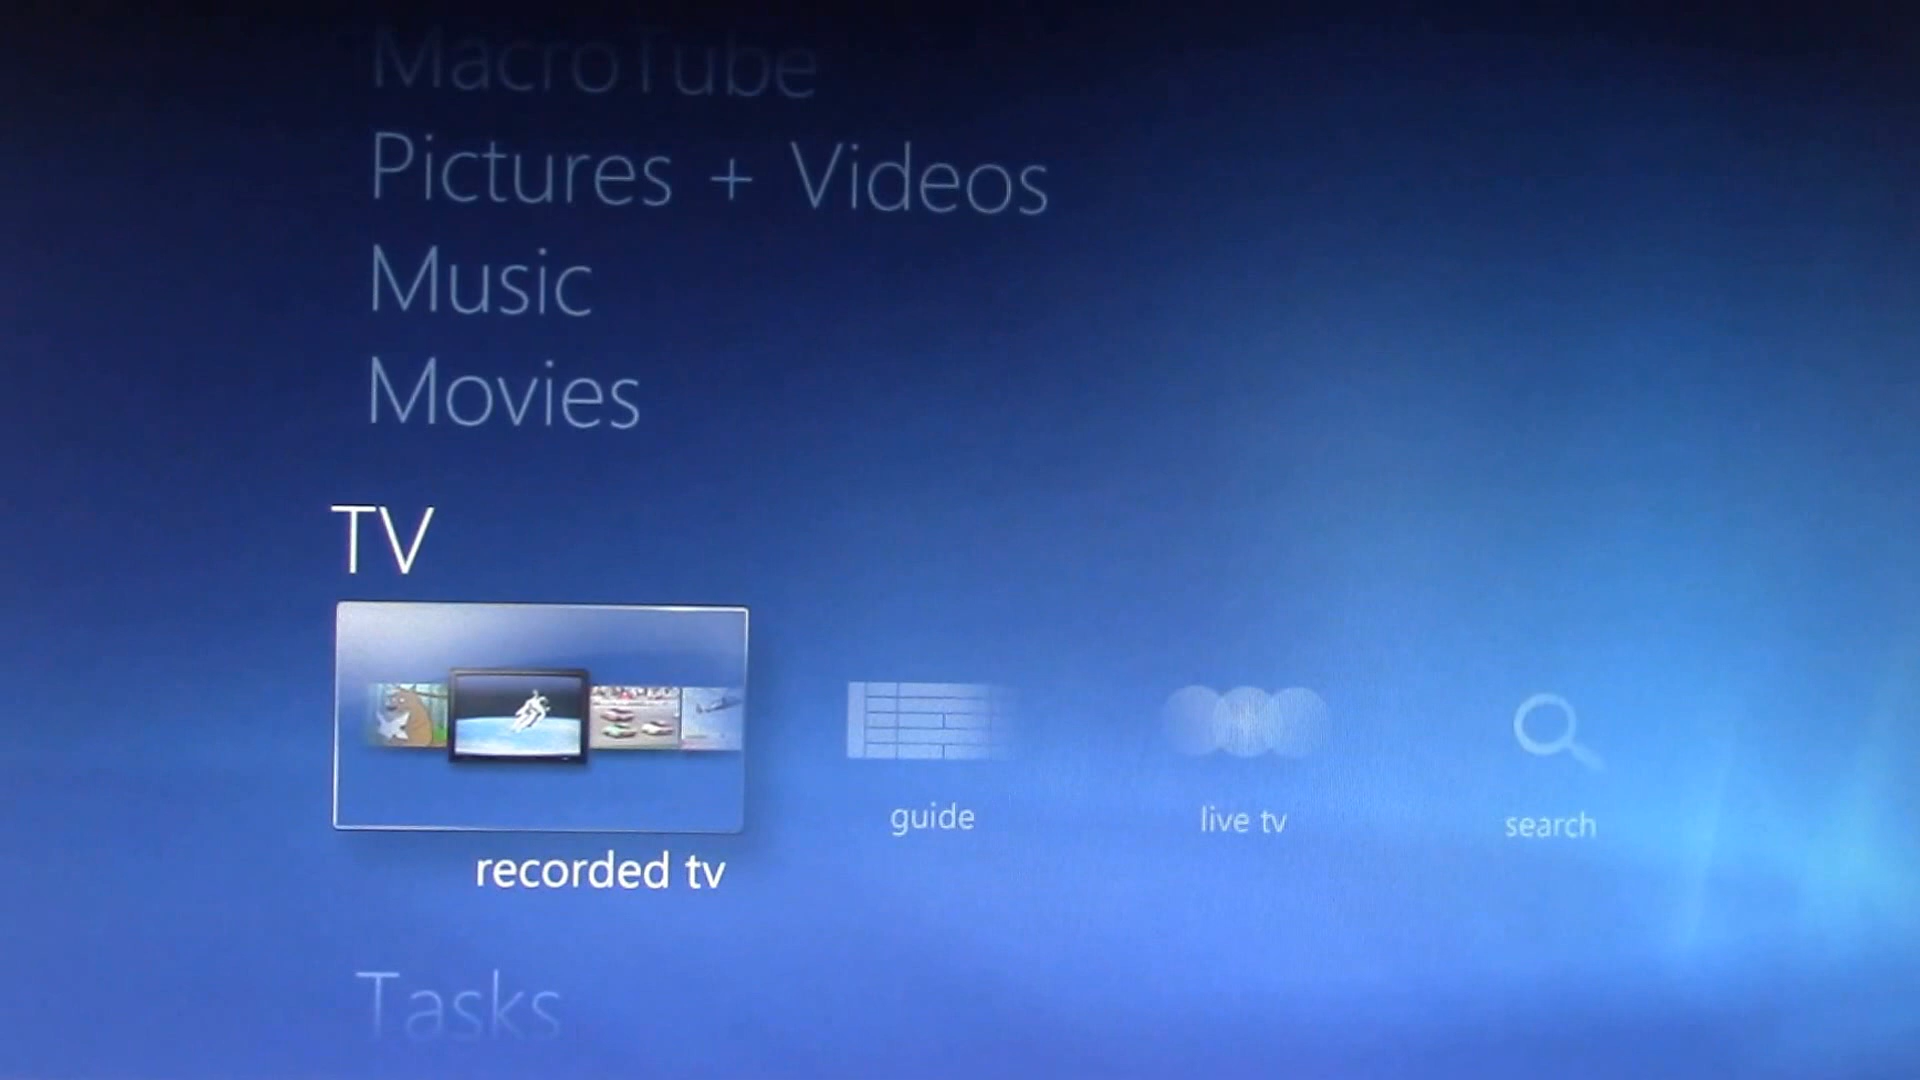 MacroTube
Pictures + Videos
Music
Movies
TV
recorded tv
guide
live tv
search
Tasks